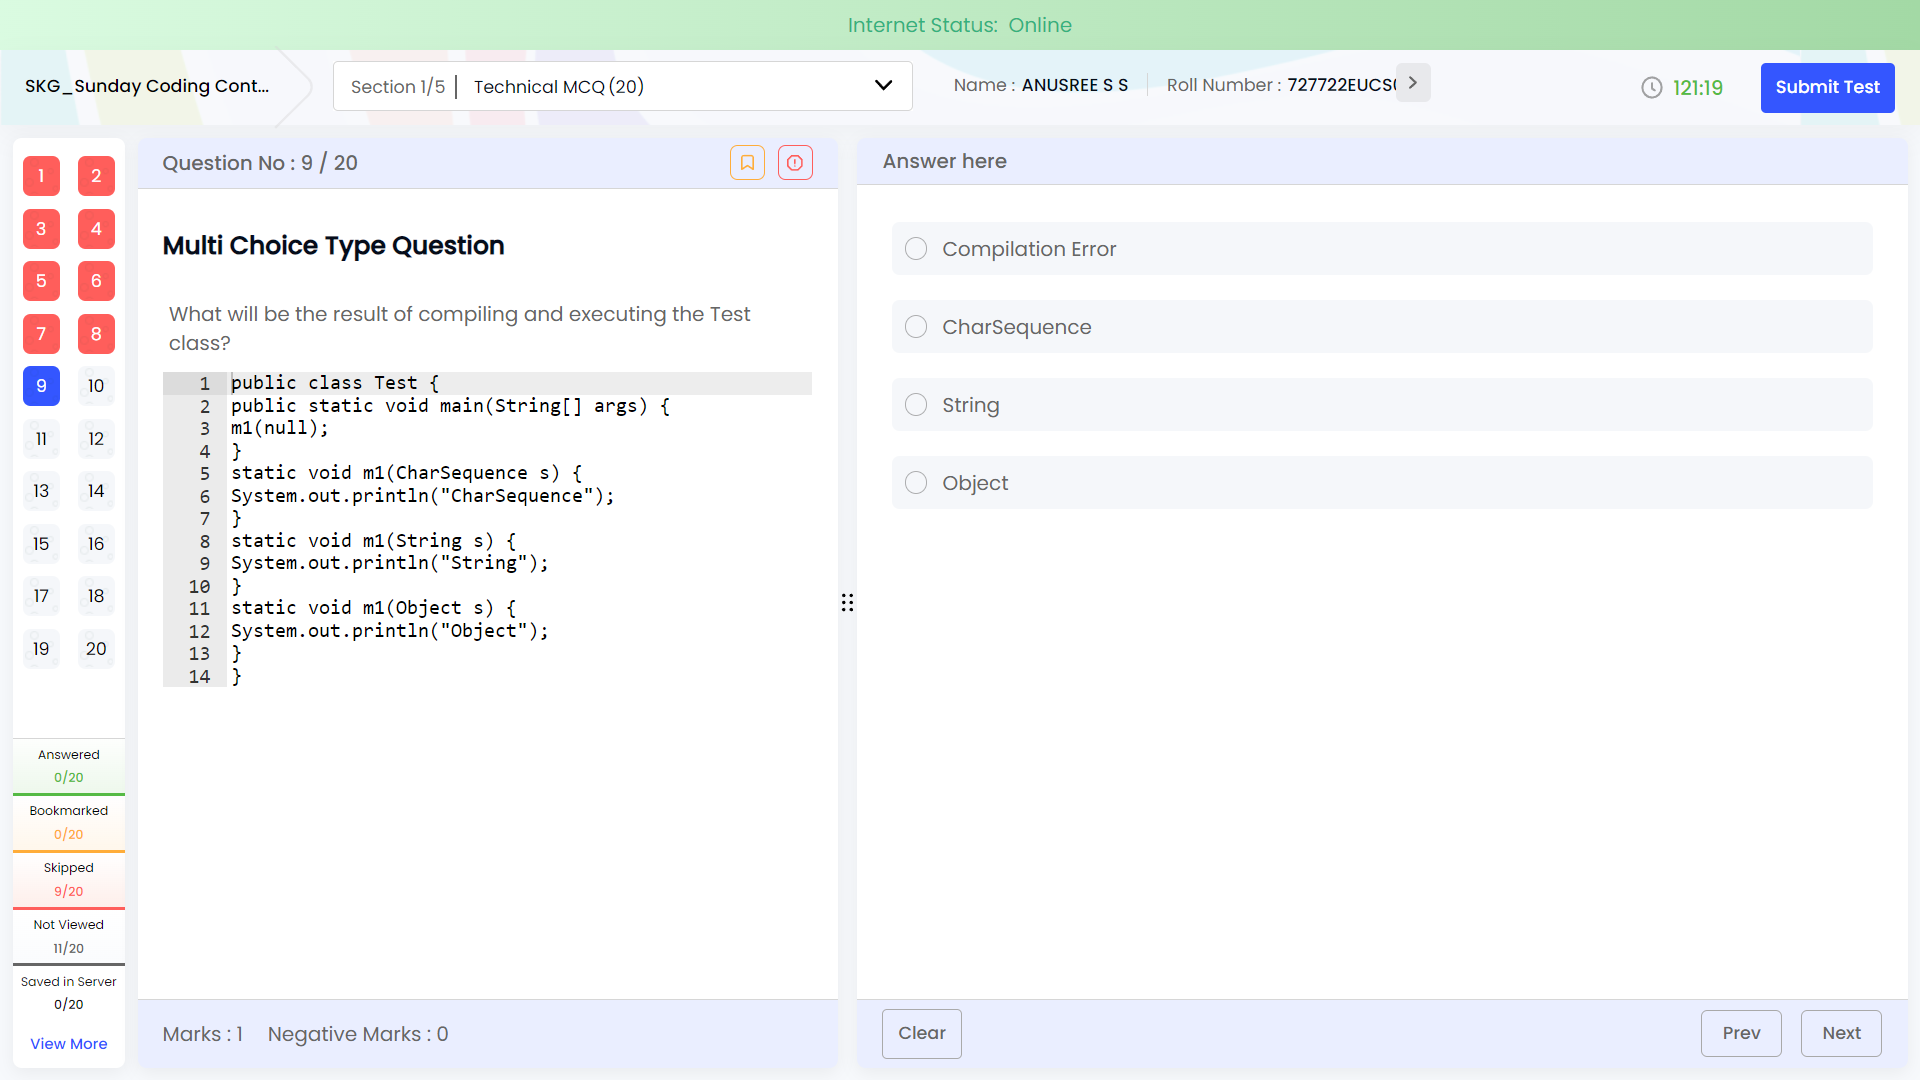 Internet Status: Online
SKG_Sunday Coding Cont...
Section 1/5
Technical MCQ (20)
Name : ANUSREE S S
Roll Number :
121:19
Submit Test
1 2
3 4
5 6
7 8
9 10
11 12
13 14
15 16
17 18
19 20
Answered
0/20
Bookmarked
0/20
Skipped
9/20
Not Viewed
11/20
Saved in Server
0/20
View More
Question No : 9 / 20
Multi Choice Type Question
What will be the result of compiling and executing the Test
class?
1 public class Test {
2 public static void main(String[] args) {
3 m1(null);
4 }
5 static void m1(CharSequence s) {
6 System.out.println("CharSequence");
7 }
8 static void m1(String s) {
9 System.out.println("String");
10 }
11 static void m1(Object s) {
12 System.out.println("Object");
13 }
14 }
Marks : 1 Negative Marks : 0
Answer here
Compilation Error
CharSequence
String
Object
Clear
Prev
Next